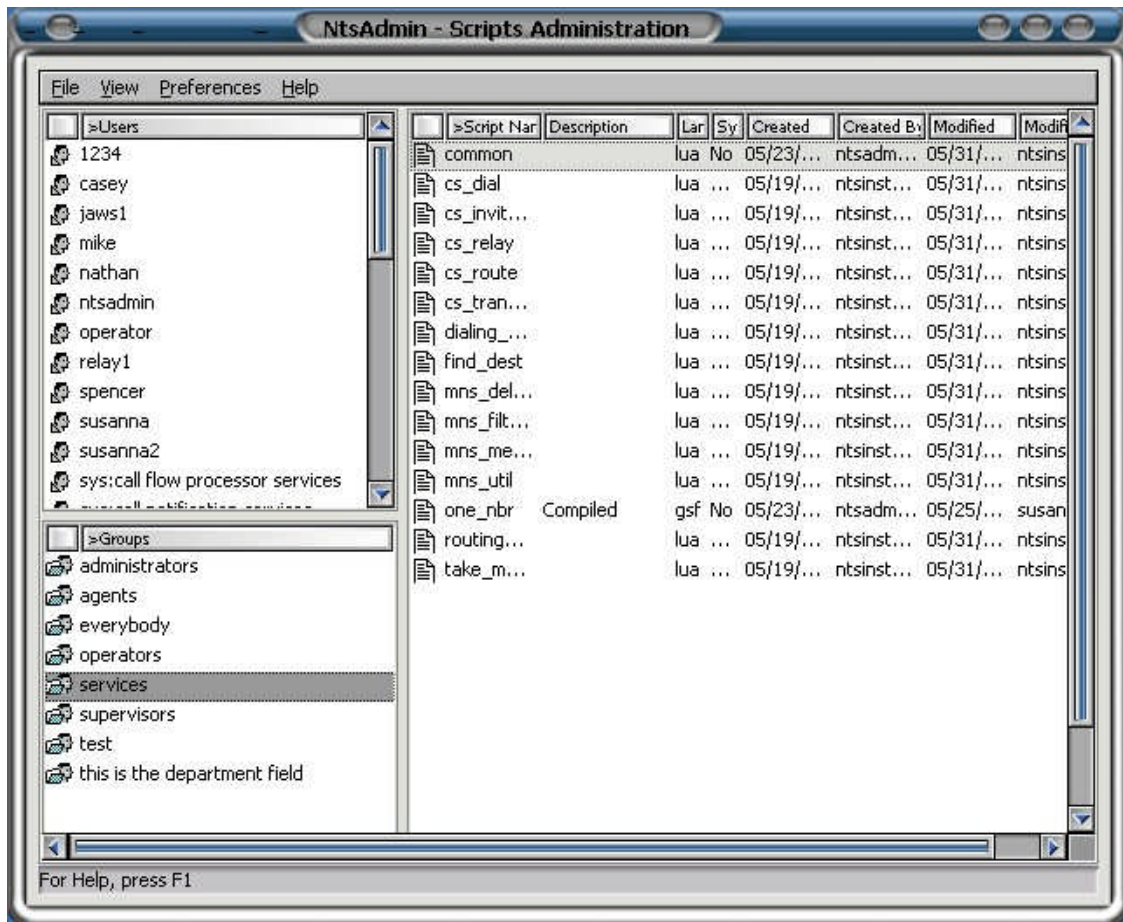 NtsAdmin - Scripts Administration
File View Preferences Help
>Users
1234
casey
jaws1
mike
nathan
ntsadmin
operator
relay1
spencer
susanna
susanna2
sys:call flow processor services
>Groups
administrators
agents
everybody
operators
services
supervisors
test
this is the department field
>Script Nar Description Lan Sy Created Created By Modified Modifi
common lua No 05/23/... ntsadm... 05/31/... ntsins
cs_dial lua ... 05/19/... ntsinst... 05/31/... ntsins
cs_invit... lua ... 05/19/... ntsinst... 05/31/... ntsins
cs_relay lua ... 05/19/... ntsinst... 05/31/... ntsins
cs_route lua ... 05/19/... ntsinst... 05/31/... ntsins
cs_tran... lua ... 05/19/... ntsinst... 05/31/... ntsins
dialing_... lua ... 05/19/... ntsinst... 05/31/... ntsins
find_dest lua ... 05/19/... ntsinst... 05/31/... ntsins
mns_del... lua ... 05/19/... ntsinst... 05/31/... ntsins
mns_filt... lua ... 05/19/... ntsinst... 05/31/... ntsins
mns_me... lua ... 05/19/... ntsinst... 05/31/... ntsins
mns_util lua ... 05/19/... ntsinst... 05/31/... ntsins
one_nbr Compiled gsf No 05/23/... ntsadm... 05/25/... susan
routing... lua ... 05/19/... ntsinst... 05/31/... ntsins
take_m... lua ... 05/19/... ntsinst... 05/31/... ntsins
For Help, press F1